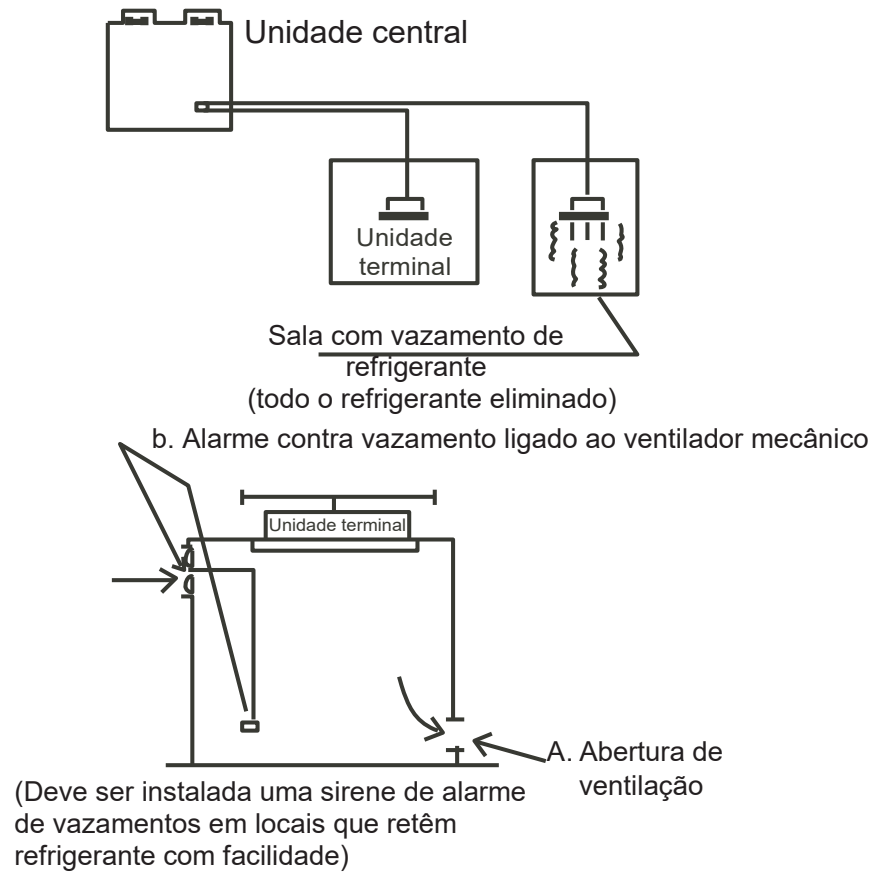 Unidade central
Unidade
terminal
Sala com vazamento de
refrigerante
(todo o refrigerante eliminado)
b. Alarme contra vazamento ligado ao ventilador mecânico
Unidade terminal
A. Abertura de
ventilação
(Deve ser instalada uma sirene de alarme
de vazamentos em locais que retêm
refrigerante com facilidade)